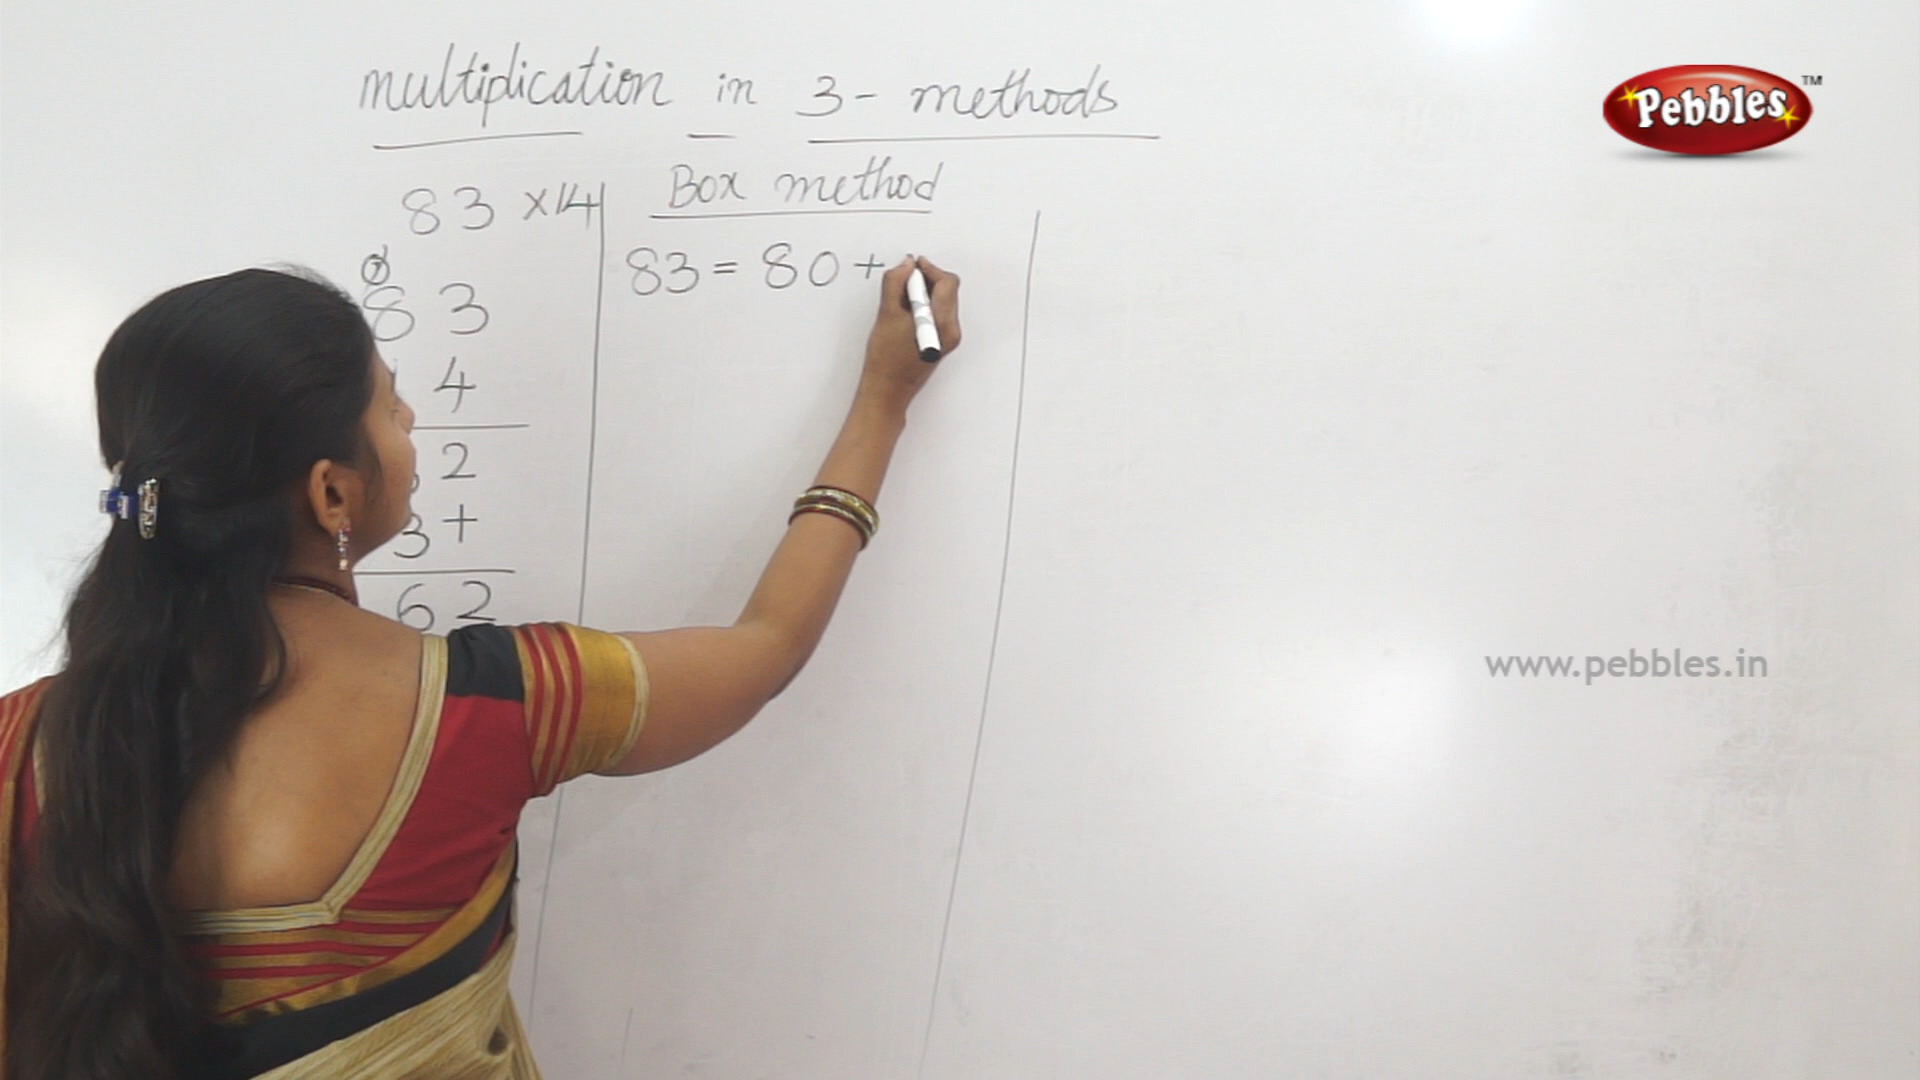 multiplication in 3- methods
Pebbles™
83 ×14
8 3
4
2
3 +
6 2
Box method
83 = 80 +
www.pebbles.in